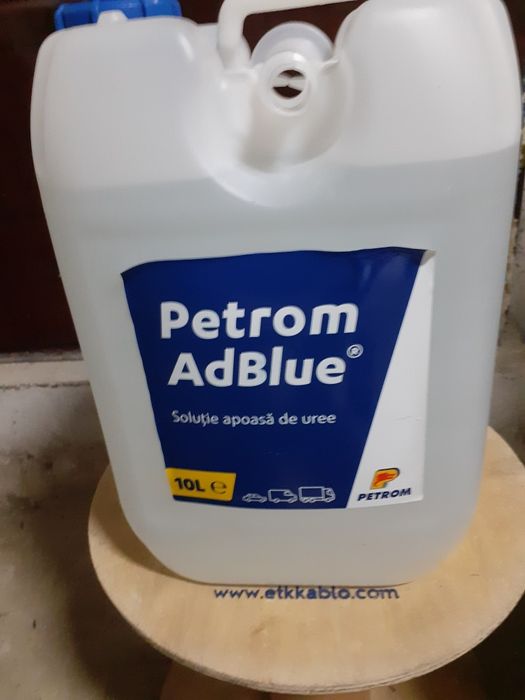 Petrom
AdBlue®
Soluție apoasă de uree
10L ℮
PETROM
www.etkkablo.com